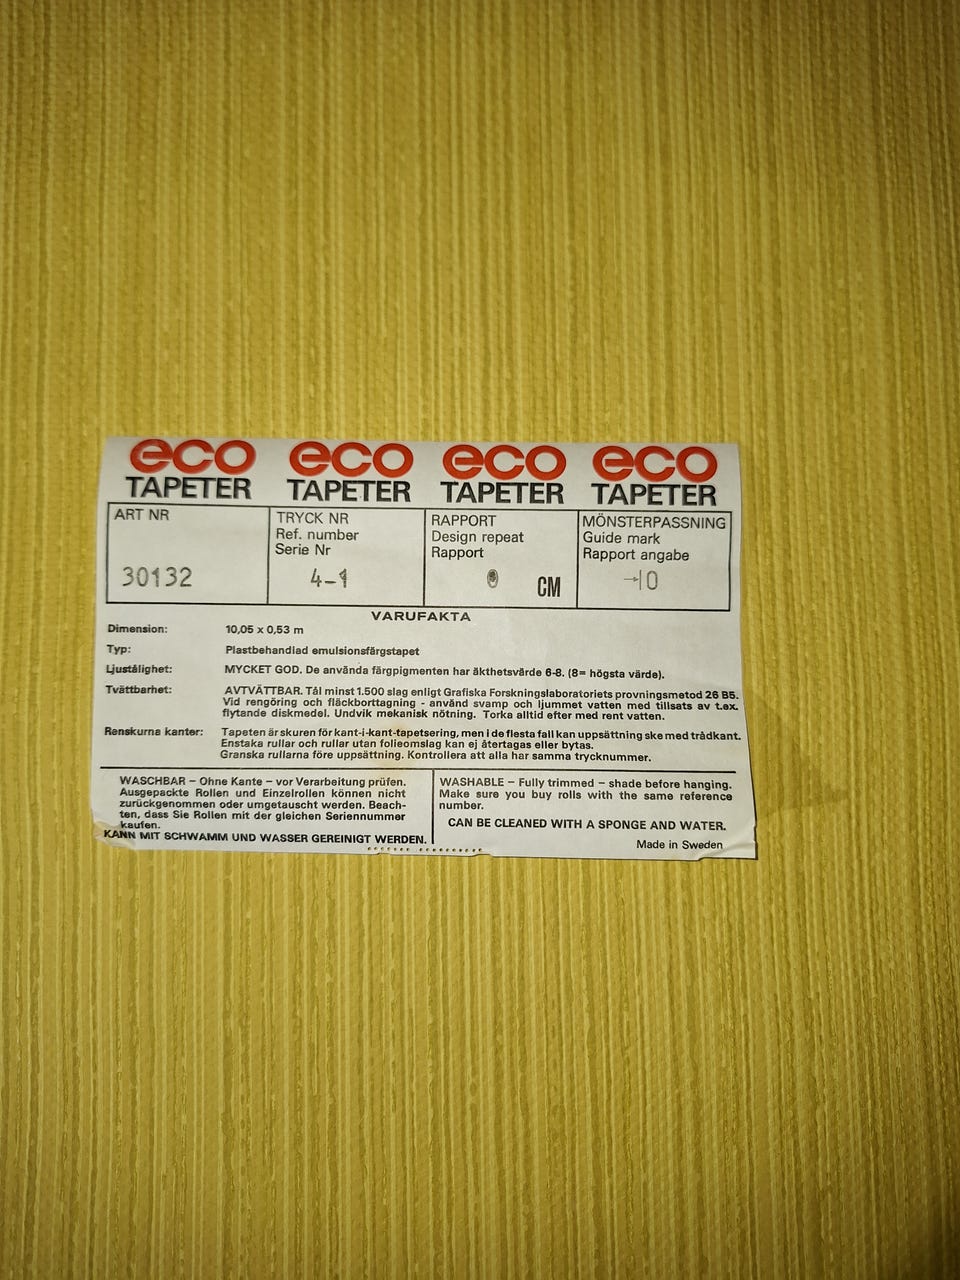 eco eco eco eco
TAPETER TAPETER TAPETER TAPETER
ART NR
30132
TRYCK NR
Ref. number
Serie Nr
4-1
RAPPORT
Design repeat
Rapport
0 CM
MÖNSTERPASSNING
Guide mark
Rapport angabe
→|0
VARUFAKTA
Dimension: 10,05 x 0,53 m
Typ: Plastbehandlad emulsionsfärgstapet
Ljustålighet: MYCKET GOD. De använda färgpigmenten har äkthetsvärde 6-8. (8= högsta värde).
Tvättbarhet: AVTVÄTTBAR. Tål minst 1.500 slag enligt Grafiska Forskningslaboratoriets provningsmetod 26 B5.
Vid rengöring och fläckborttagning - använd svamp och ljummet vatten med tillsats av t.ex.
flytande diskmedel. Undvik mekanisk nötning. Torka alltid efter med rent vatten.
Renskurna kanter: Tapeten är skuren för kant-i-kant-tapetsering, men i de flesta fall kan uppsättning ske med trådkant.
Enstaka rullar och rullar utan folieomslag kan ej återtagas eller bytas.
Granska rullarna före uppsättning. Kontrollera att alla har samma trycknummer.
WASCHBAR – Ohne Kante – vor Verarbeitung prüfen.
Ausgepackte Rollen und Einzelrollen können nicht
zurückgenommen oder umgetauscht werden. Beach-
ten, dass Sie Rollen mit der gleichen Seriennummer
kaufen.
KANN MIT SCHWAMM UND WASSER GEREINIGT WERDEN.
WASHABLE – Fully trimmed – shade before hanging.
Make sure you buy rolls with the same reference
number.
CAN BE CLEANED WITH A SPONGE AND WATER.
Made in Sweden